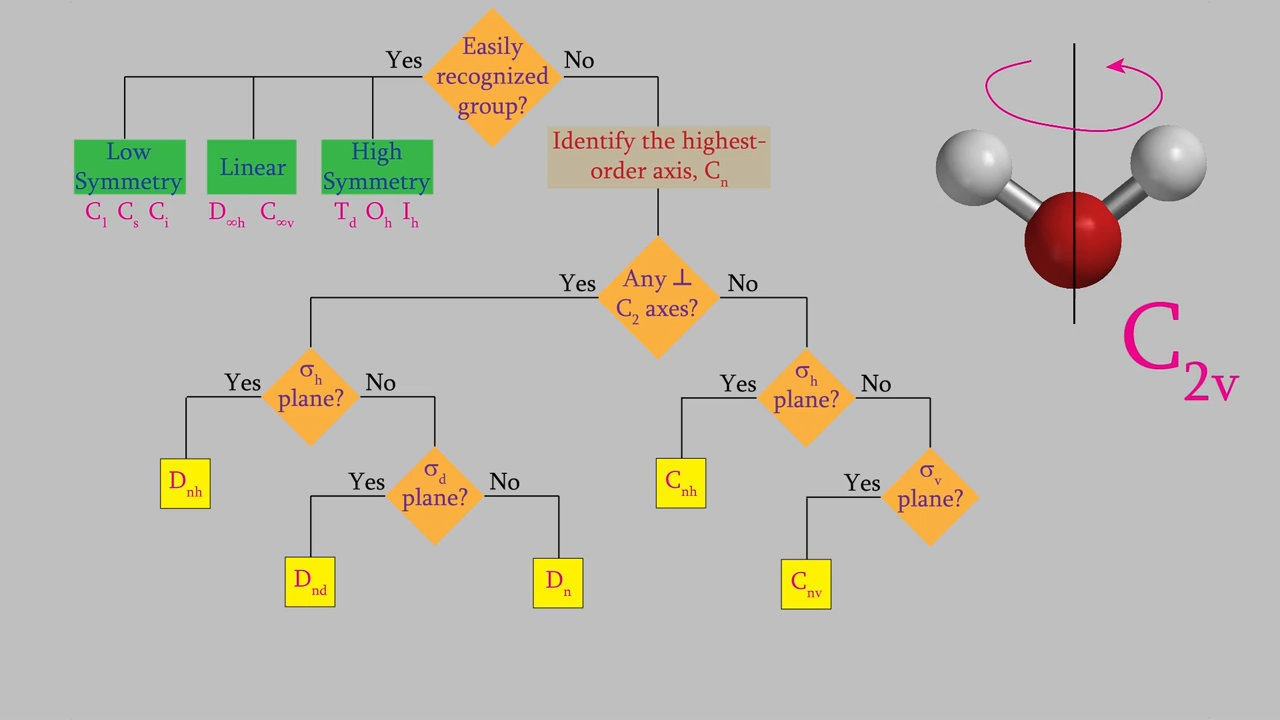 Easily
recognized
group?
Yes
No
Low
Symmetry
C₁ Cₛ Cᵢ
Linear
D∞h C∞v
High
Symmetry
Td Oh Ih
Identify the highest-
order axis, Cn
Any ⊥
C₂ axes?
Yes
No
σh
plane?
Yes
No
Dnh
σd
plane?
Yes
No
Dnd
Dn
σh
plane?
Yes
No
Cnh
σv
plane?
Yes
Cnv
C2v